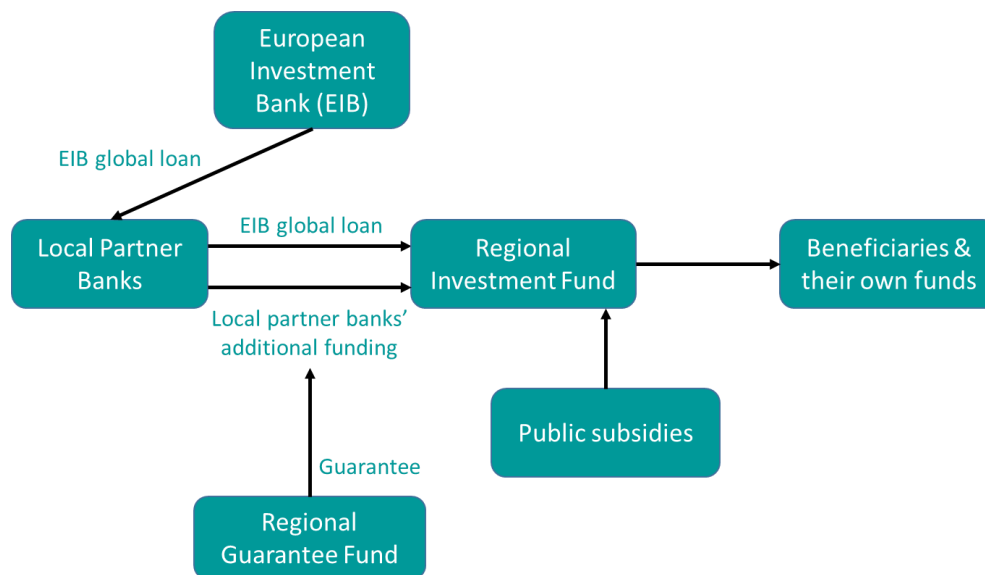 European
Investment
Bank (EIB)
EIB global loan
Local Partner
Banks
EIB global loan
Regional
Investment Fund
Beneficiaries &
their own funds
Local partner banks’
additional funding
Public subsidies
Guarantee
Regional
Guarantee Fund